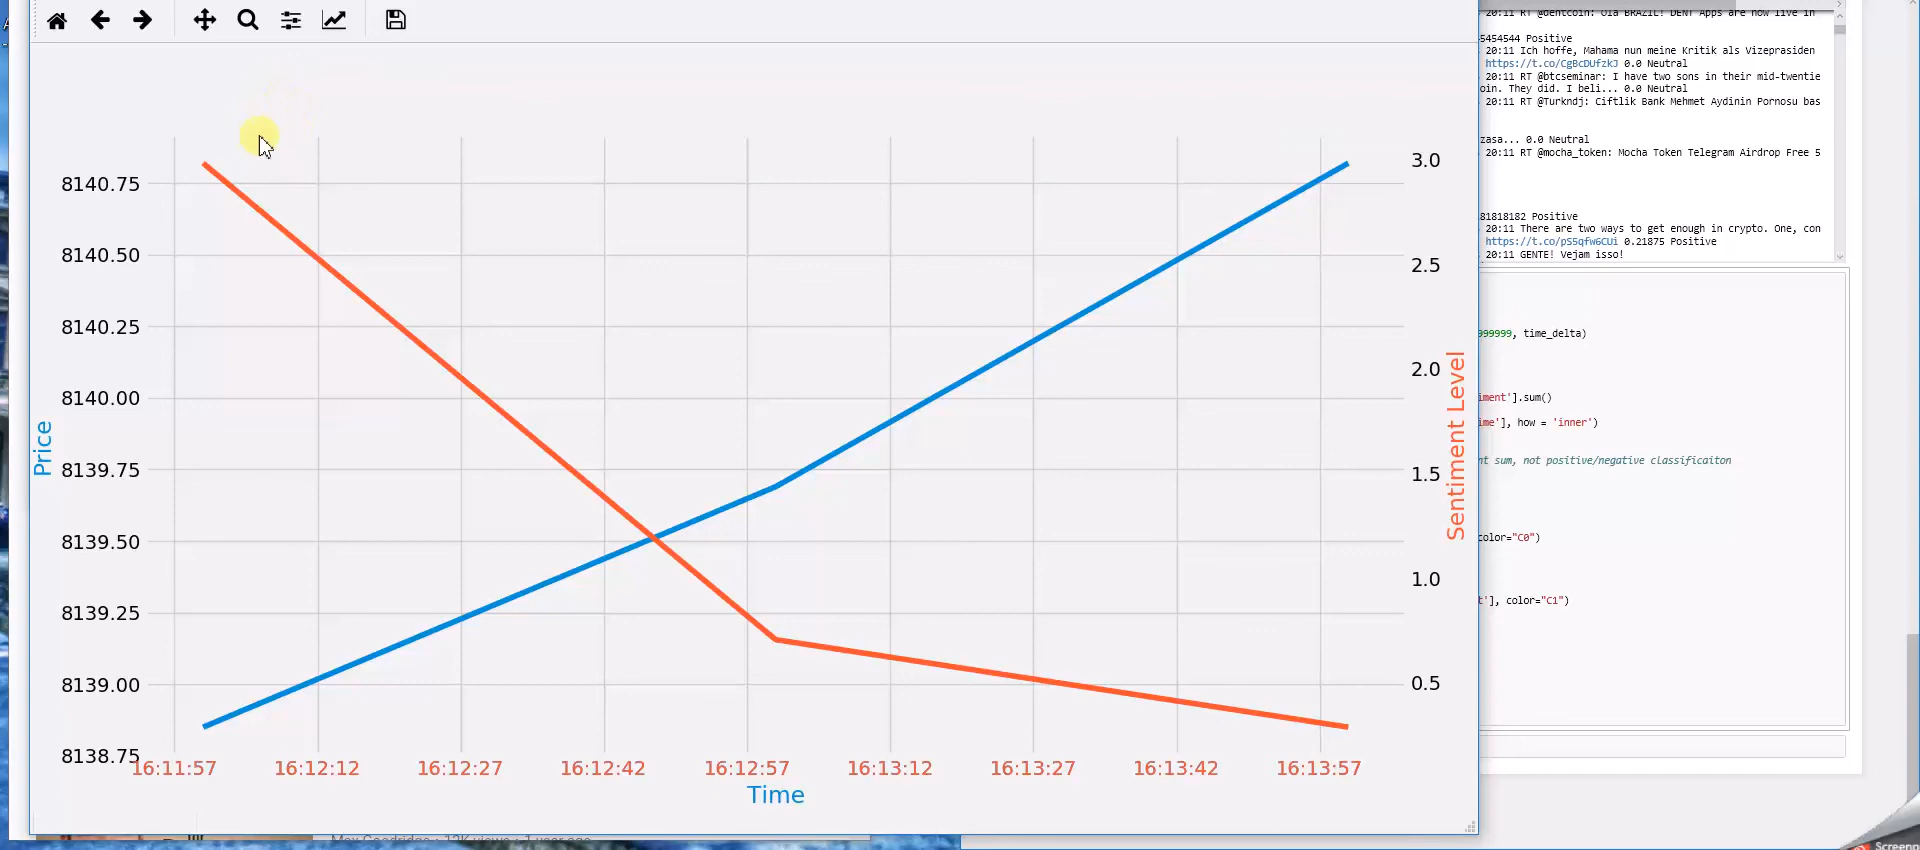 8140.75
8140.50
8140.25
8140.00
8139.75
8139.50
8139.25
8139.00
8138.75
Price
3.0
2.5
2.0
1.5
1.0
0.5
Sentiment Level
16:11:57 16:12:12 16:12:27 16:12:42 16:12:57 16:13:12 16:13:27 16:13:42 16:13:57
Time
20:11 RT @dentcoin: Ola BRAZIL! DENT Apps are now live in
5454544 Positive
20:11 Ich hoffe, Mahama nun meine Kritik als Vizeprasiden
https://t.co/CgBcDUfzkJ 0.0 Neutral
20:11 RT @btcseminar: I have two sons in their mid-twentie
oin. They did. I beli... 0.0 Neutral
20:11 RT @Turkndj: Ciftlik Bank Mehmet Aydinin Pornosu bas
zasa... 0.0 Neutral
20:11 RT @mocha_token: Mocha Token Telegram Airdrop Free 5
81818182 Positive
20:11 There are two ways to get enough in crypto. One, con
https://t.co/pS5qfw6CUi 0.21875 Positive
20:11 GENTE! Vejam isso!
999999, time_delta)
iment'].sum()
ime'], how = 'inner')
nt sum, not positive/negative classificaiton
color="C0")
t'], color="C1")